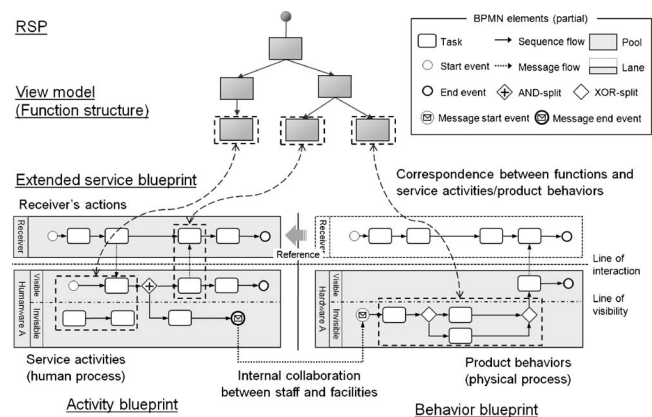 RSP
View model
(Function structure)
BPMN elements (partial)
Task
Sequence flow
Pool
Start event
Message flow
Lane
End event
AND-split
XOR-split
Message start event
Message end event
Extended service blueprint
Receiver's actions
Correspondence between functions and
service activities/product behaviors
Receiver
Reference
Receiver
Line of
interaction
Humanware A
Visible
Invisible
Hardware A
Visible
Invisible
Line of
visibility
Service activities
(human process)
Internal collaboration
between staff and facilities
Product behaviors
(physical process)
Activity blueprint
Behavior blueprint